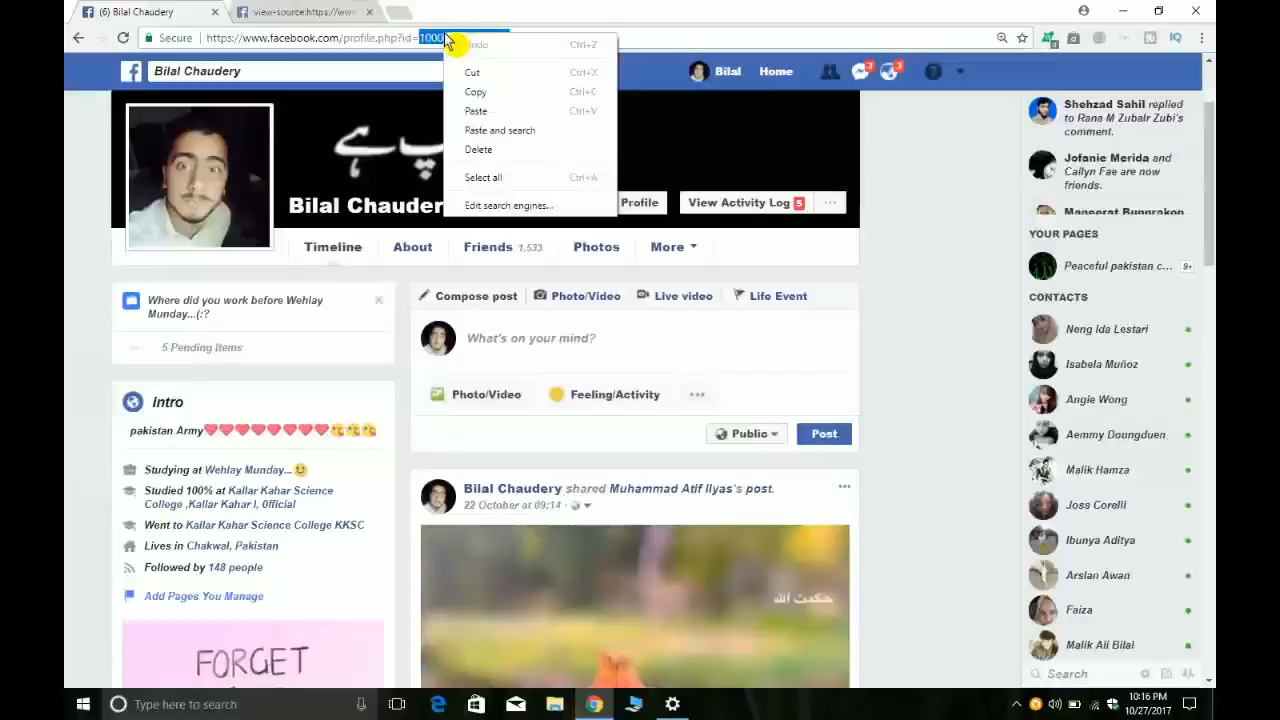 (6) Bilal Chaudery
view-source:https://www.
Secure
https://www.facebook.com/profile.php?id=1000
Undo Ctrl+Z
Cut Ctrl+X
Copy Ctrl+C
Paste Ctrl+V
Paste and search
Delete
Select all Ctrl+A
Edit search engines...
Bilal Chaudery
Bilal
Home
3
3
Bilal Chauder
Profile
View Activity Log 5
Timeline
About
Friends 1,533
Photos
More
Where did you work before Wehlay
Munday...(:?
5 Pending Items
Intro
pakistan Army
Studying at Wehlay Munday...
Studied 100% at Kallar Kahar Science
College ,Kallar Kahar I, 0fficial
Went to Kallar Kahar Science College KKSC
Lives in Chakwal, Pakistan
Followed by 148 people
Add Pages You Manage
FORGET
Compose post
Photo/Video
Live video
Life Event
What's on your mind?
Photo/Video
Feeling/Activity
Public
Post
Bilal Chaudery shared Muhammad Atif Ilyas's post.
22 October at 09:14
Shehzad Sahil replied
to Rana M Zubair Zubi's
comment.
Jofanie Merida and
Cailyn Fae are now
friends.
YOUR PAGES
Peaceful pakistan c...
9+
CONTACTS
Neng Ida Lestari
Isabela Muñoz
Angie Wong
Aemmy Doungduen
Malik Hamza
Joss Corelli
Ibunya Aditya
Arslan Awan
Faiza
Malik Ali Bilal
Search
Type here to search
10:16 PM
10/27/2017